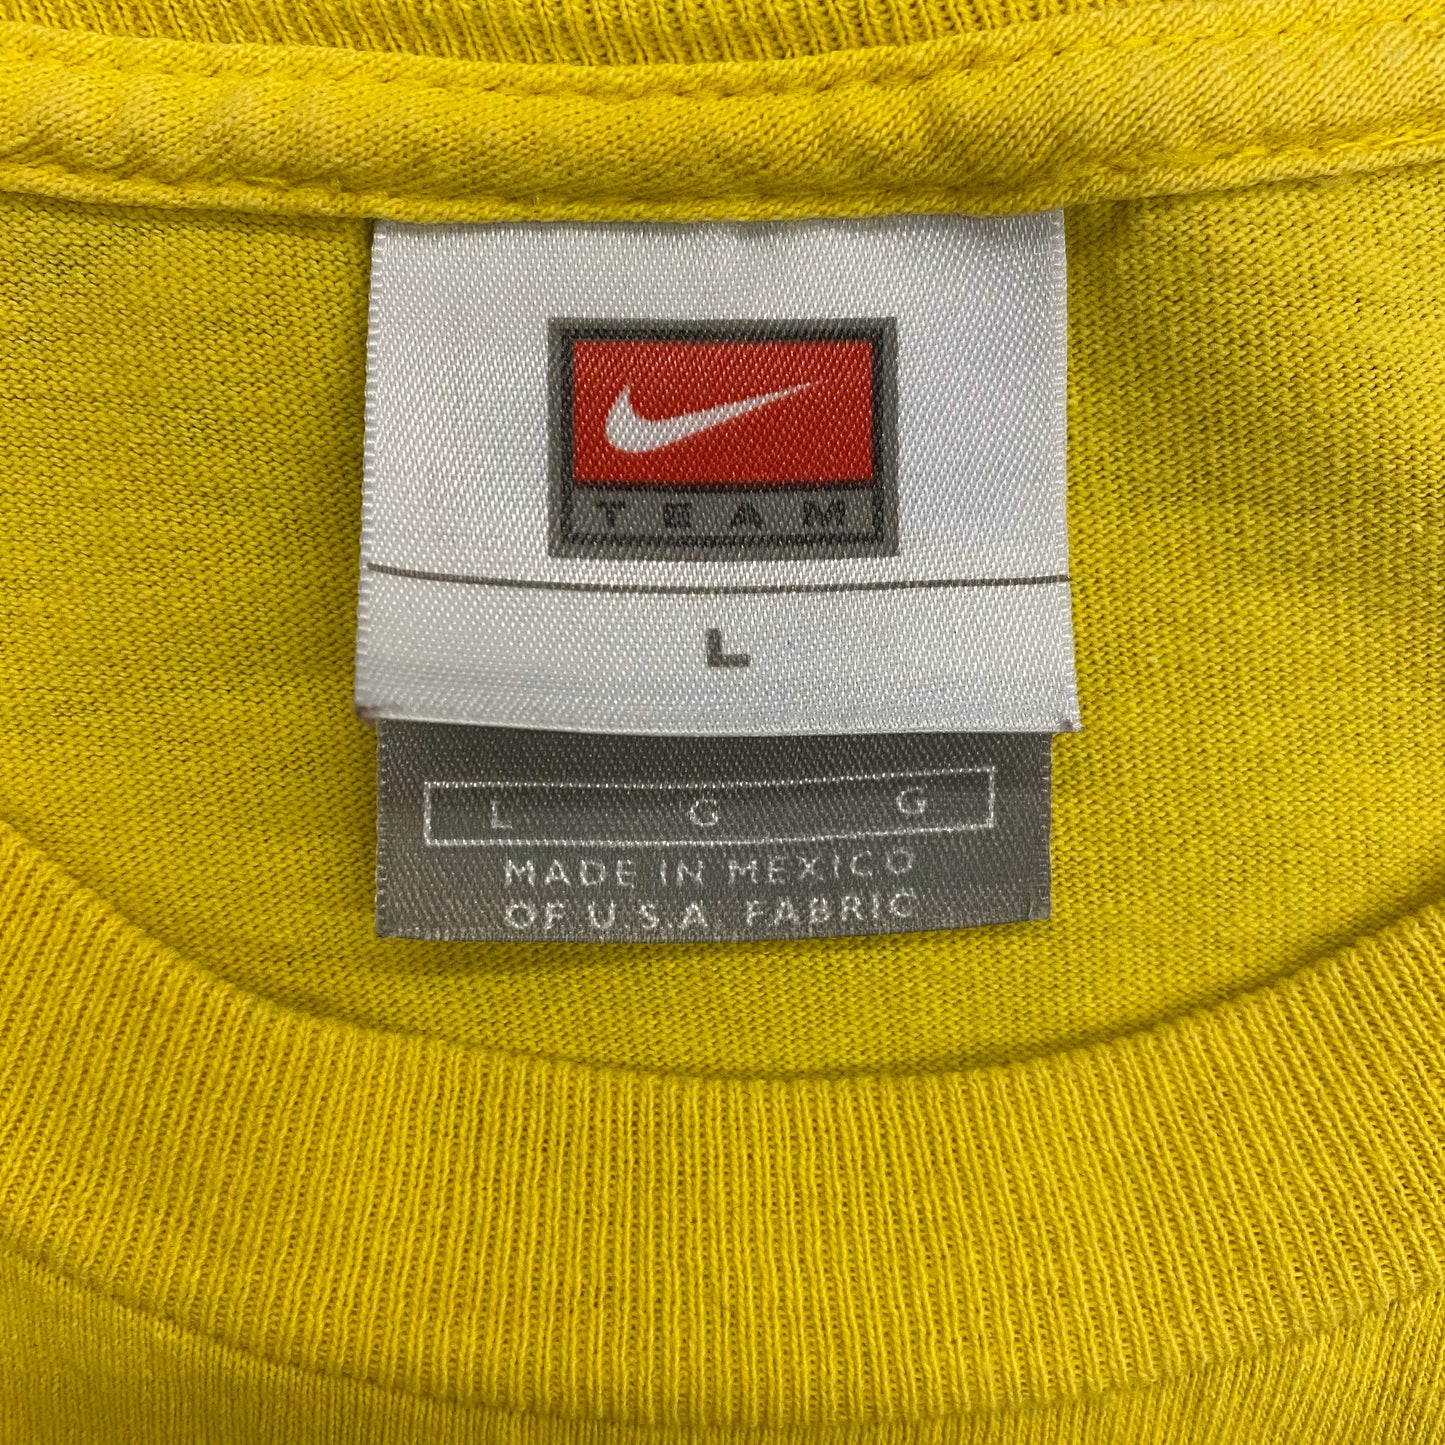 TEAM
L
L G G
MADE IN MEXICO
OF U.S.A. FABRIC